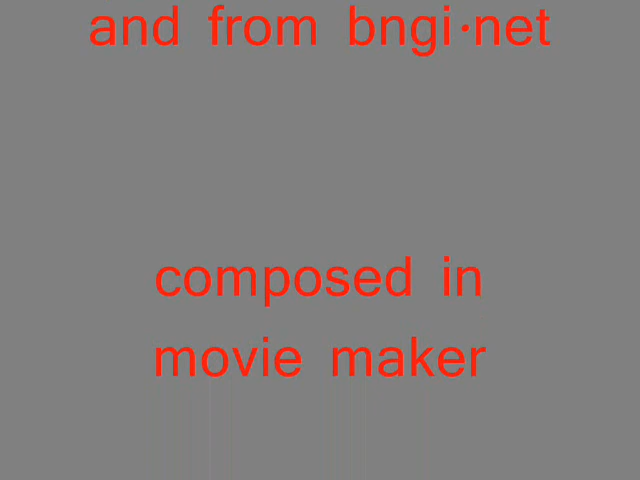 and from bngi·net
composed in
movie maker